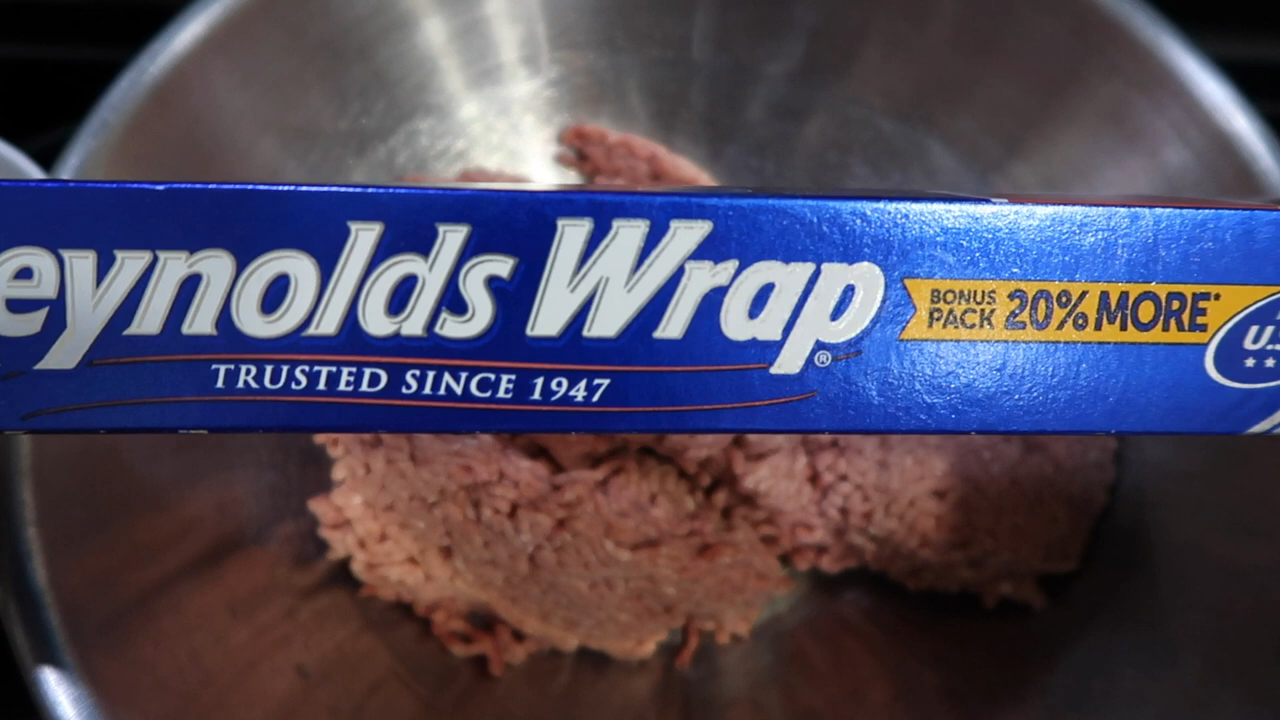 eynolds Wrap®
TRUSTED SINCE 1947
BONUS
PACK 20% MORE*
U.S